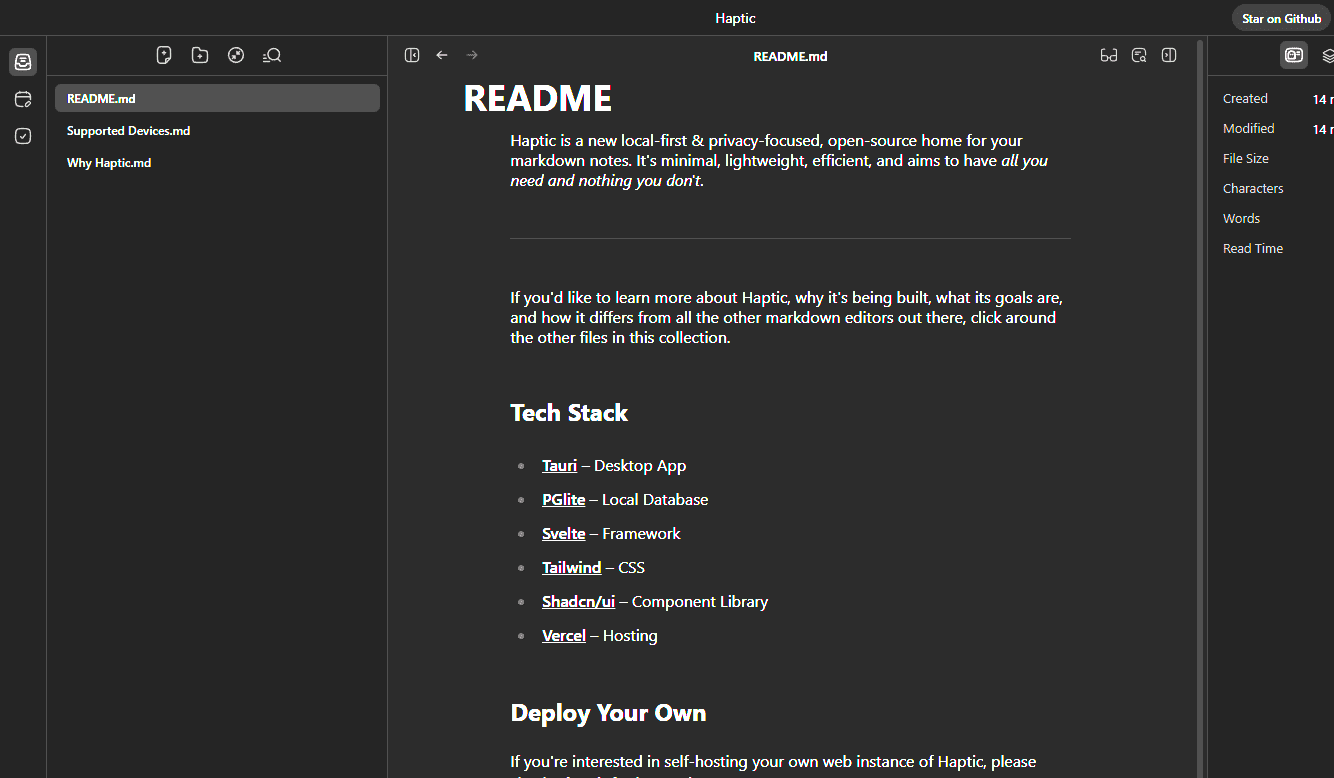 Haptic
Star on Github
README.md
Supported Devices.md
Why Haptic.md
README.md
README
Haptic is a new local-first & privacy-focused, open-source home for your
markdown notes. It's minimal, lightweight, efficient, and aims to have all you
need and nothing you don't.
If you'd like to learn more about Haptic, why it's being built, what its goals are,
and how it differs from all the other markdown editors out there, click around
the other files in this collection.
Tech Stack
Tauri – Desktop App
PGlite – Local Database
Svelte – Framework
Tailwind – CSS
Shadcn/ui – Component Library
Vercel – Hosting
Deploy Your Own
If you're interested in self-hosting your own web instance of Haptic, please
Created 14
Modified 14
File Size
Characters
Words
Read Time